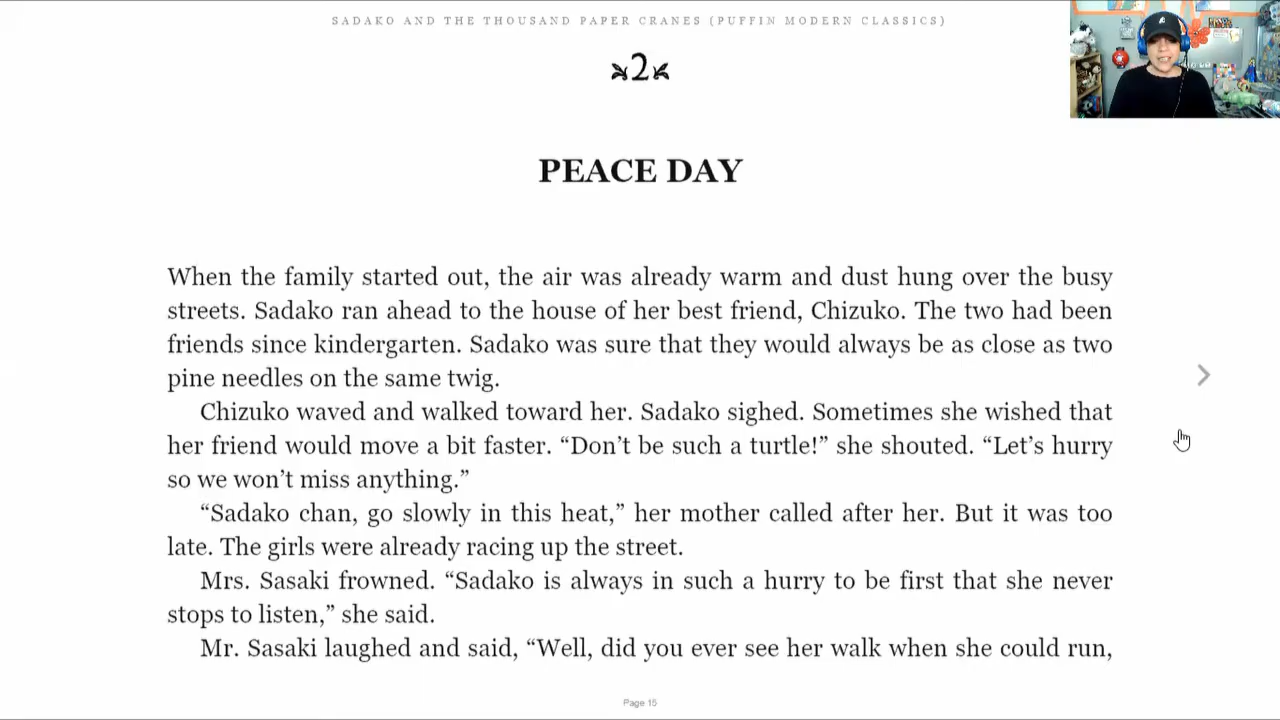 SADAKO AND THE THOUSAND PAPER CRANES (PUFFIN MODERN CLASSICS)
2
PEACE DAY
When the family started out, the air was already warm and dust hung over the busy
streets. Sadako ran ahead to the house of her best friend, Chizuko. The two had been
friends since kindergarten. Sadako was sure that they would always be as close as two
pine needles on the same twig.
Chizuko waved and walked toward her. Sadako sighed. Sometimes she wished that
her friend would move a bit faster. “Don’t be such a turtle!” she shouted. “Let’s hurry
so we won’t miss anything.”
“Sadako chan, go slowly in this heat,” her mother called after her. But it was too
late. The girls were already racing up the street.
Mrs. Sasaki frowned. “Sadako is always in such a hurry to be first that she never
stops to listen,” she said.
Mr. Sasaki laughed and said, “Well, did you ever see her walk when she could run,
Page 15